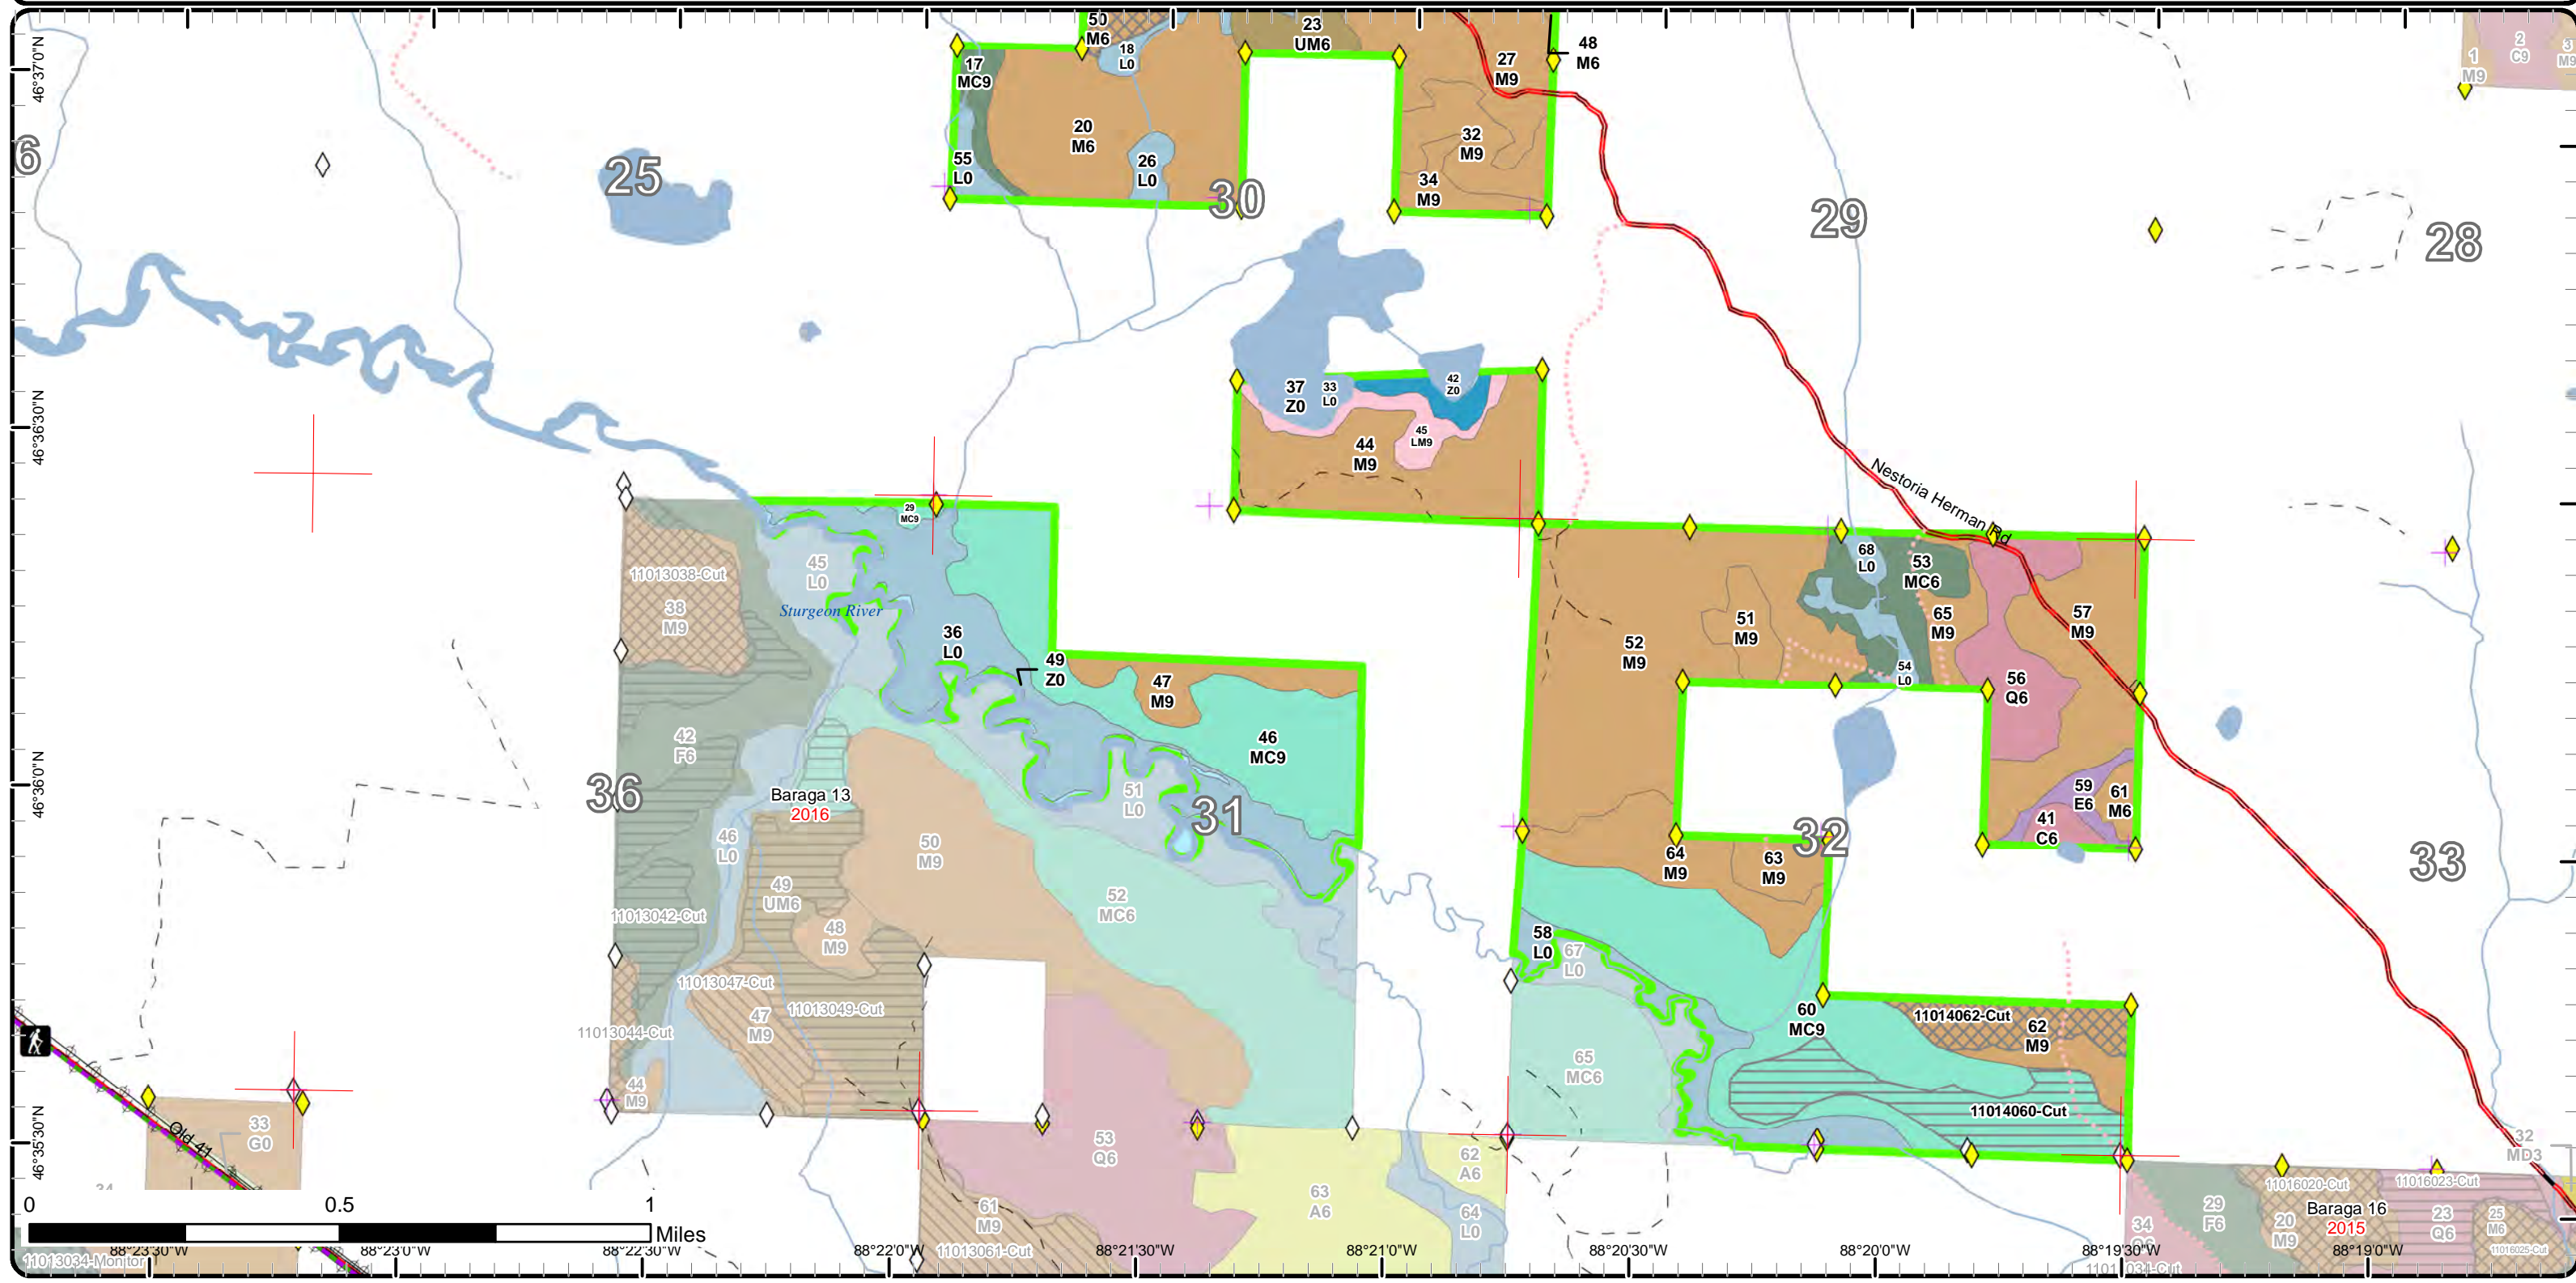 50
M6
18
L0
23
UM6
27
M9
48
M6
1
M9
2
C9
3
46°37'0"N
17
MC9
20
M6
32
M9
26
L0
55
L0
34
M9
6
25
30
29
28
46°36'30"N
37
Z0
33
L0
42
Z0
45
LM9
44
M9
Nestoria Herman Rd
29
MC9
45
L0
11013038-Cut
38
M9
Sturgeon River
36
L0
49
Z0
47
M9
46
MC9
68
L0
53
MC6
51
M9
52
M9
65
M9
57
M9
54
L0
56
Q6
46°36'0"N
42
F6
36
Baraga 13
2016
51
L0
31
46
L0
50
M9
59
E6
61
M6
41
C6
64
M9
63
M9
32
33
49
UM6
52
MC6
11013042-Cut
48
M9
58
L0
67
L0
11013047-Cut
11013049-Cut
47
M9
11013044-Cut
44
M9
60
MC9
11014062-Cut
62
M9
65
MC6
11014060-Cut
46°35'30"N
Old 41
33
G0
34
53
Q6
62
A6
63
A6
64
L0
61
M9
11013061-Cut
32
MD3
11016020-Cut
11016023-Cut
29
F6
20
M9
Baraga 16
2015
23
Q6
25
M6
11016025-Cut
34
Q6
0 0.5 1
Miles
88°23'30"W 88°23'0"W 88°22'30"W 88°22'0"W 88°21'30"W 88°21'0"W 88°20'30"W 88°20'0"W 88°19'30"W 88°19'0"W
11013034-Monitor